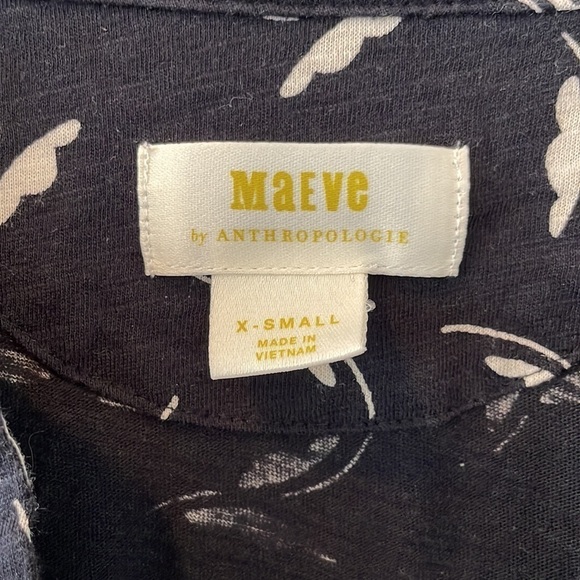 MaEVe
by ANTHROPOLOGIE
X-SMALL
MADE IN
VIETNAM